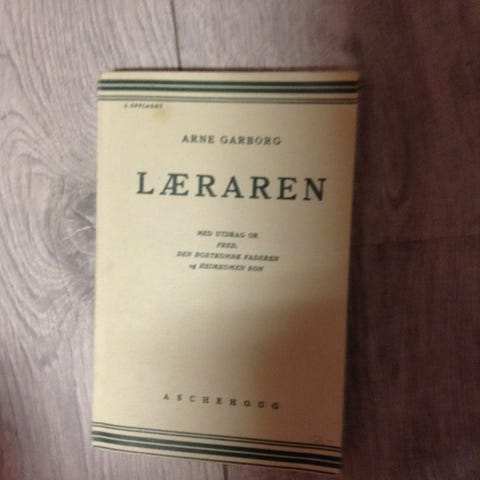 2. OPPLAGET
ARNE GARBORG
LÆRAREN
MED UTDRAG OR
FRED,
DEN BORTKOMNE FADEREN
og HEIMKOMEN SON
ASCHEHOUG